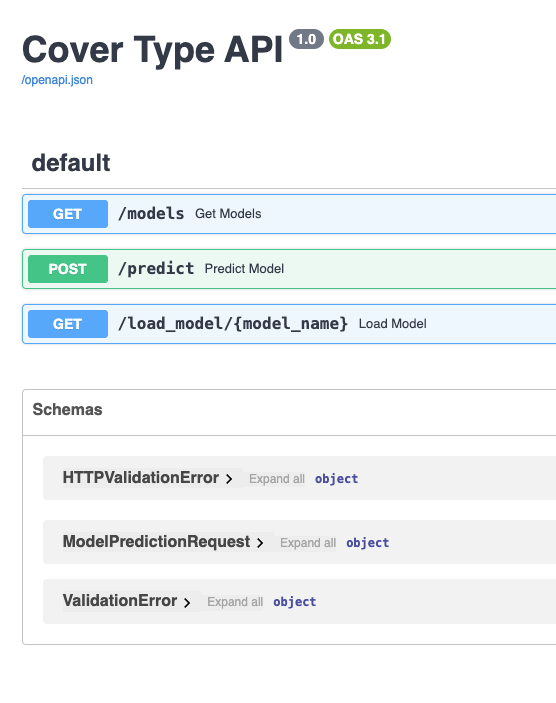 Cover Type API 1.0 OAS 3.1
/openapi.json
default
GET /models Get Models
POST /predict Predict Model
GET /load_model/{model_name} Load Model
Schemas
HTTPValidationError > Expand all object
ModelPredictionRequest > Expand all object
ValidationError > Expand all object